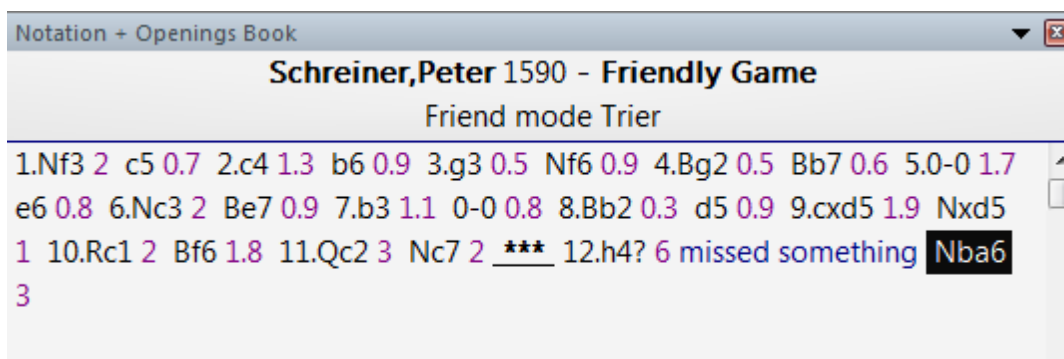 Notation + Openings Book
Schreiner,Peter 1590 - Friendly Game
Friend mode Trier
1.Nf3 2 c5 0.7 2.c4 1.3 b6 0.9 3.g3 0.5 Nf6 0.9 4.Bg2 0.5 Bb7 0.6 5.0-0 1.7
e6 0.8 6.Nc3 2 Be7 0.9 7.b3 1.1 0-0 0.8 8.Bb2 0.3 d5 0.9 9.cxd5 1.9 Nxd5
1 10.Rc1 2 Bf6 1.8 11.Qc2 3 Nc7 2 *** 12.h4? 6 missed something Nba6
3